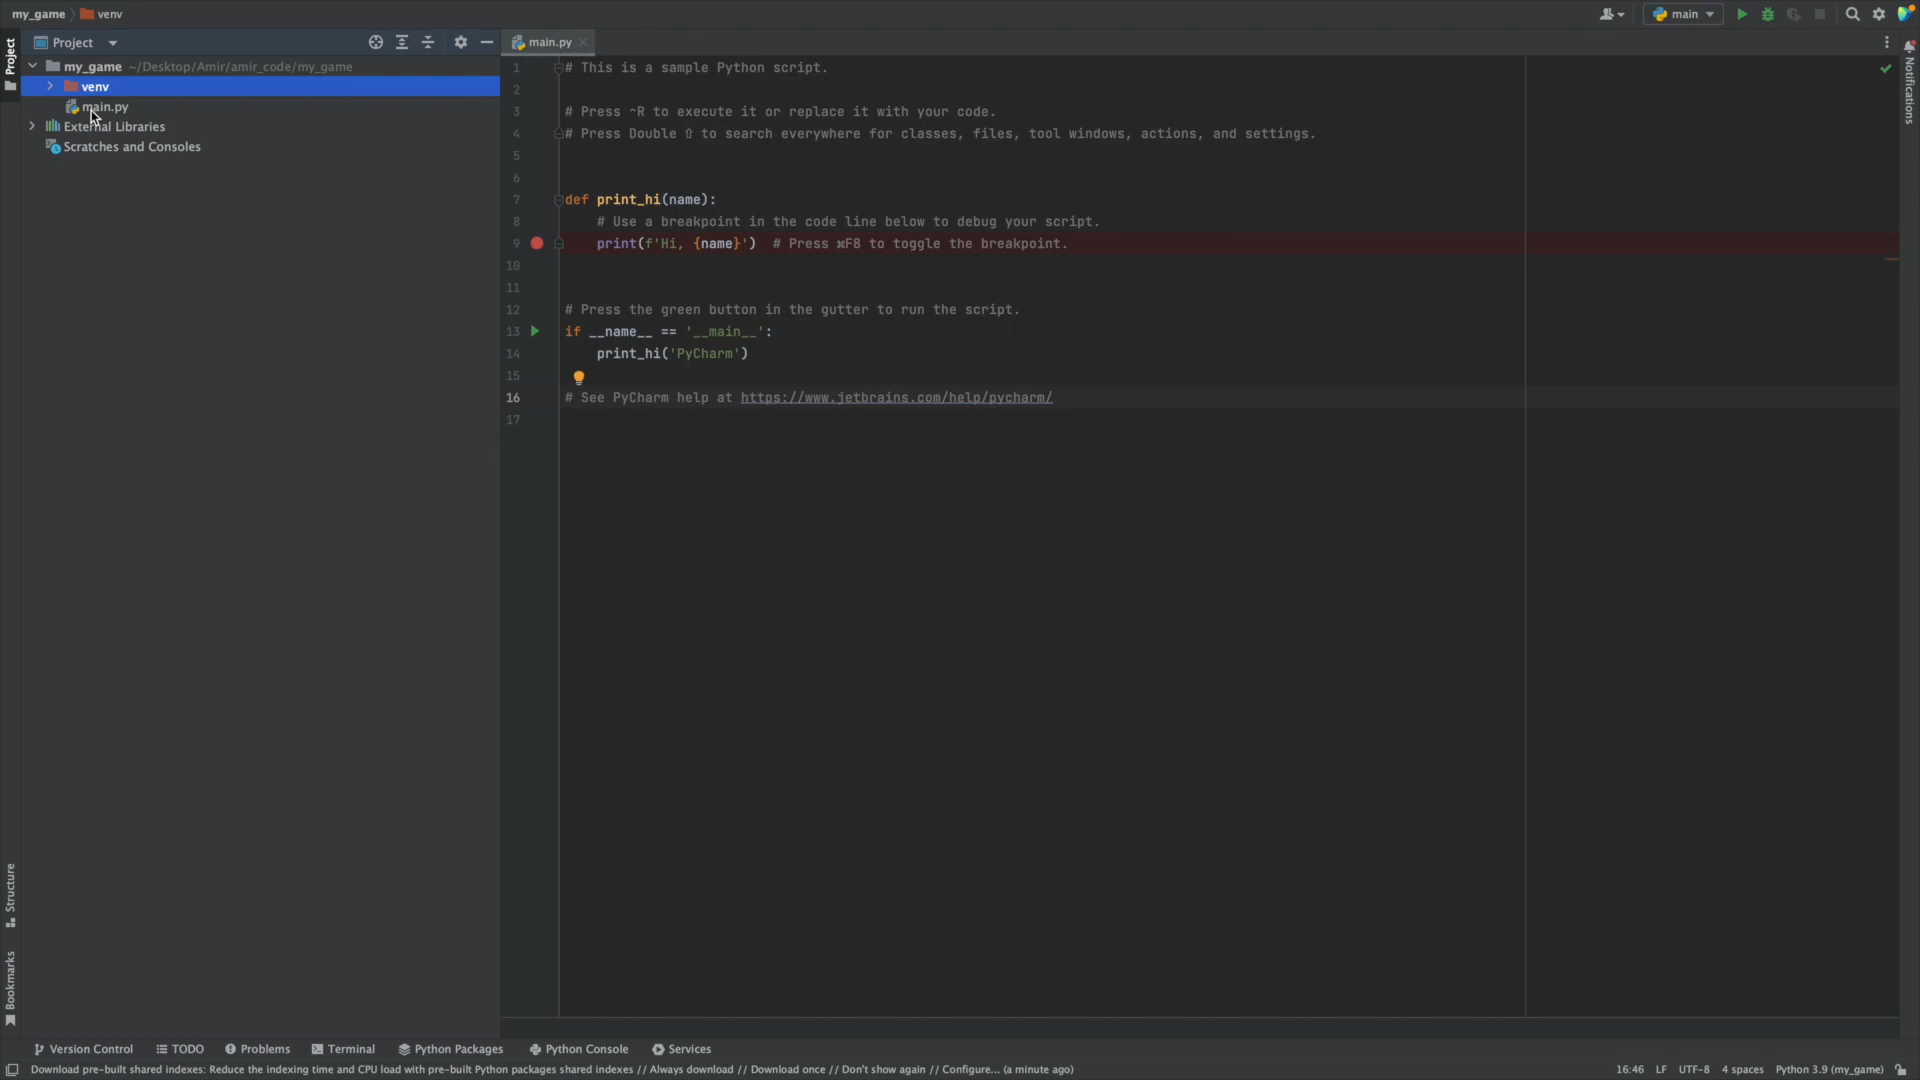 my_game venv
main
Project
my_game ~/Desktop/Amir/amir_code/my_game
venv
main.py
External Libraries
Scratches and Consoles
Project
Structure
Bookmarks
main.py
1 # This is a sample Python script.
2
3 # Press ⌃R to execute it or replace it with your code.
4 # Press Double ⇧ to search everywhere for classes, files, tool windows, actions, and settings.
5
6
7 def print_hi(name):
8 # Use a breakpoint in the code line below to debug your script.
9 print(f'Hi, {name}')  # Press ⌘F8 to toggle the breakpoint.
10
11
12 # Press the green button in the gutter to run the script.
13 if __name__ == '__main__':
14 print_hi('PyCharm')
15
16 # See PyCharm help at https://www.jetbrains.com/help/pycharm/
17
Notifications
Version Control TODO Problems Terminal Python Packages Python Console Services
Download pre-built shared indexes: Reduce the indexing time and CPU load with pre-built Python packages shared indexes // Always download // Download once // Don't show again // Configure... (a minute ago) 16:46 LF UTF-8 4 spaces Python 3.9 (my_game)